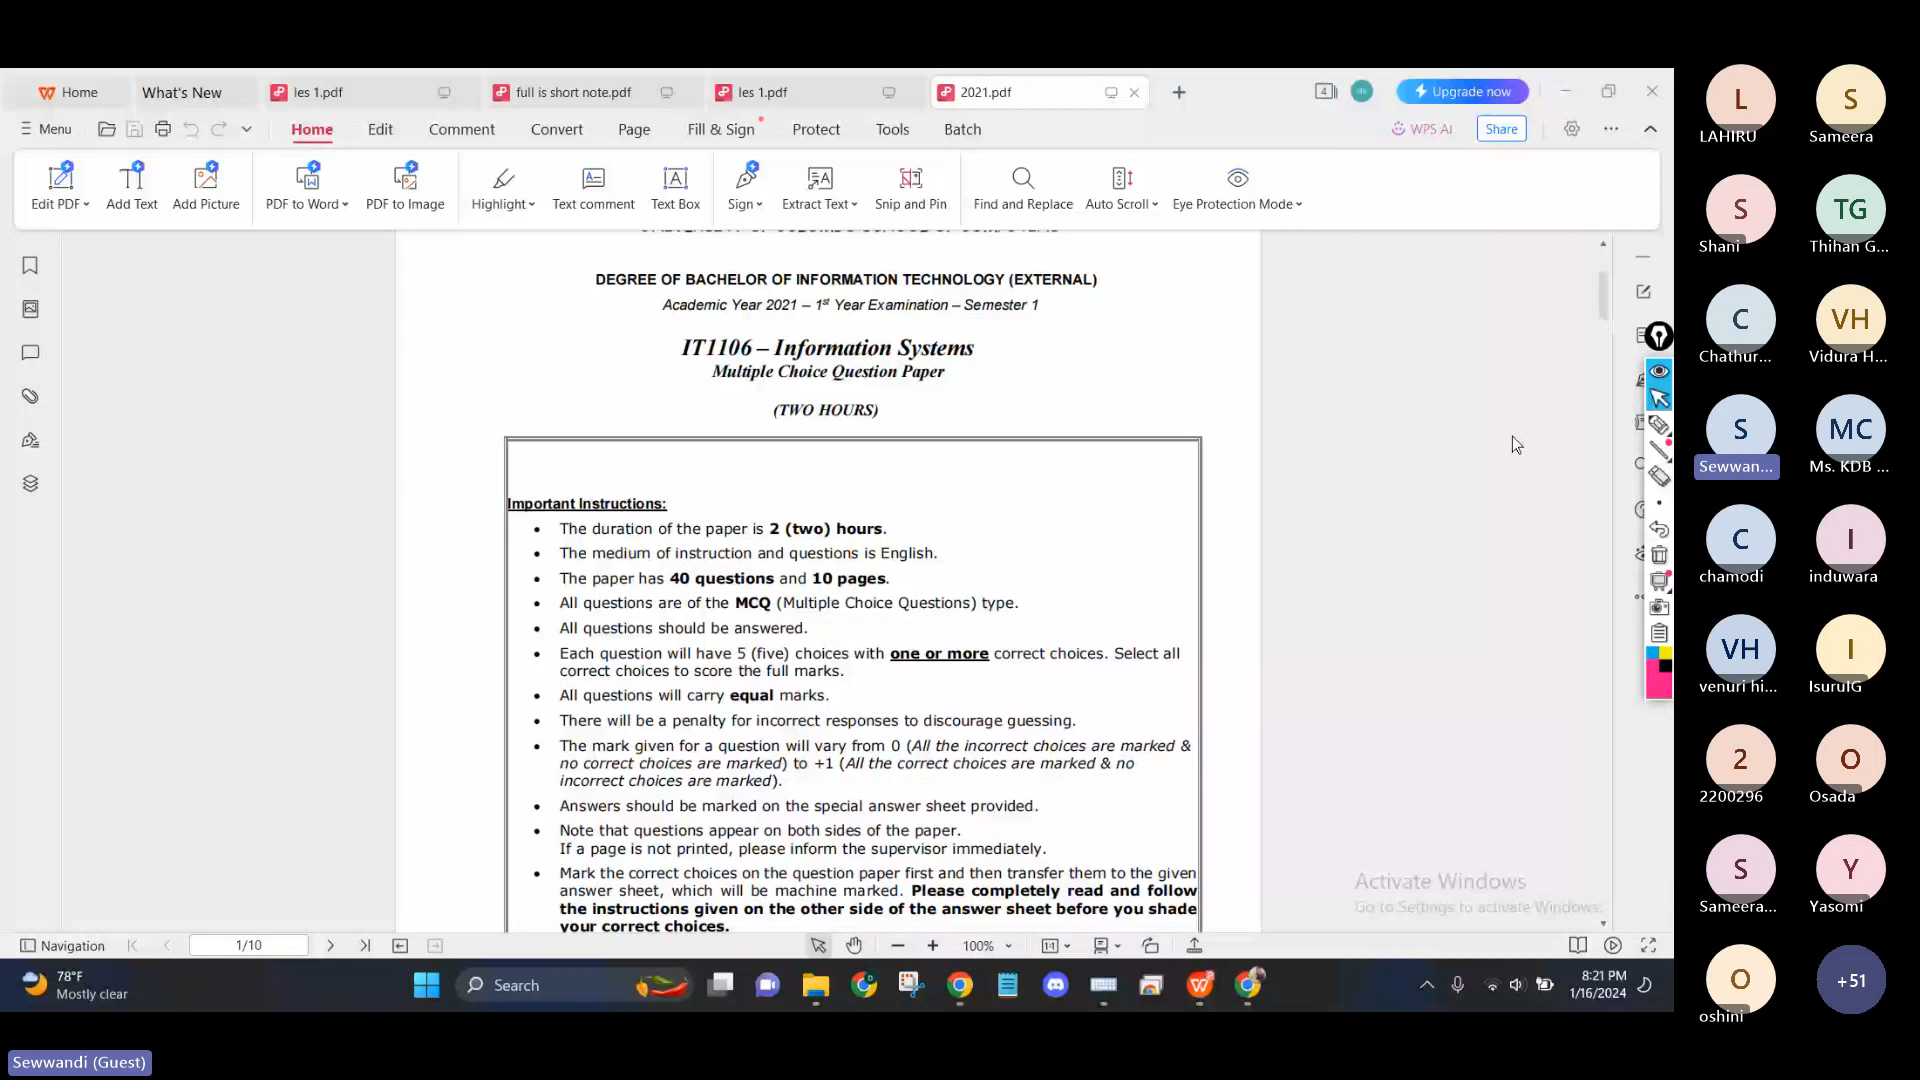 Home
What's New
les 1.pdf
full is short note.pdf
les 1.pdf
2021.pdf
4
Upgrade now
Menu
Home
Edit
Comment
Convert
Page
Fill & Sign
Protect
Tools
Batch
WPS AI
Share
Edit PDF
Add Text
Add Picture
PDF to Word
PDF to Image
Highlight
Text comment
Text Box
Sign
Extract Text
Snip and Pin
Find and Replace
Auto Scroll
Eye Protection Mode
DEGREE OF BACHELOR OF INFORMATION TECHNOLOGY (EXTERNAL)
Academic Year 2021 – 1st Year Examination – Semester 1
IT1106 – Information Systems
Multiple Choice Question Paper
(TWO HOURS)
Important Instructions:
• The duration of the paper is 2 (two) hours.
• The medium of instruction and questions is English.
• The paper has 40 questions and 10 pages.
• All questions are of the MCQ (Multiple Choice Questions) type.
• All questions should be answered.
• Each question will have 5 (five) choices with one or more correct choices. Select all
correct choices to score the full marks.
• All questions will carry equal marks.
• There will be a penalty for incorrect responses to discourage guessing.
• The mark given for a question will vary from 0 (All the incorrect choices are marked &
no correct choices are marked) to +1 (All the correct choices are marked & no
incorrect choices are marked).
• Answers should be marked on the special answer sheet provided.
• Note that questions appear on both sides of the paper.
If a page is not printed, please inform the supervisor immediately.
• Mark the correct choices on the question paper first and then transfer them to the given
answer sheet, which will be machine marked. Please completely read and follow
the instructions given on the other side of the answer sheet before you shade
your correct choices.
Activate Windows
Go to Settings to activate Windows.
Navigation
1/10
100%
78°F
Mostly clear
Search
8:21 PM
1/16/2024
L
LAHIRU
S
Sameera
S
Shani
TG
Thihan G...
C
Chathur...
VH
Vidura H...
S
Sewwan...
MC
Ms. KDB ...
C
chamodi
I
induwara
VH
venuri hi...
I
IsuruIG
2
2200296
O
Osada
S
Sameera...
Y
Yasomi
O
oshini
+51
Sewwandi (Guest)